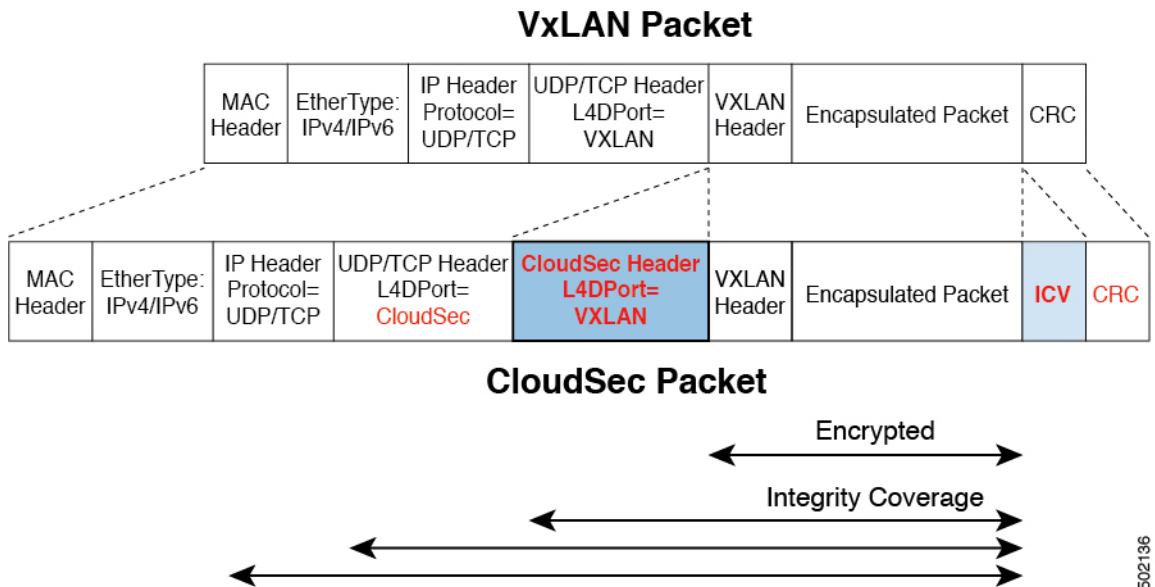 VxLAN Packet
MAC
Header
EtherType:
IPv4/IPv6
IP Header
Protocol=
UDP/TCP
UDP/TCP Header
L4DPort=
VXLAN
VXLAN
Header
Encapsulated Packet
CRC
MAC
Header
EtherType:
IPv4/IPv6
IP Header
Protocol=
UDP/TCP
UDP/TCP Header
L4DPort=
CloudSec
CloudSec Header
L4DPort=
VXLAN
VXLAN
Header
Encapsulated Packet
ICV
CRC
CloudSec Packet
Encrypted
Integrity Coverage
502136